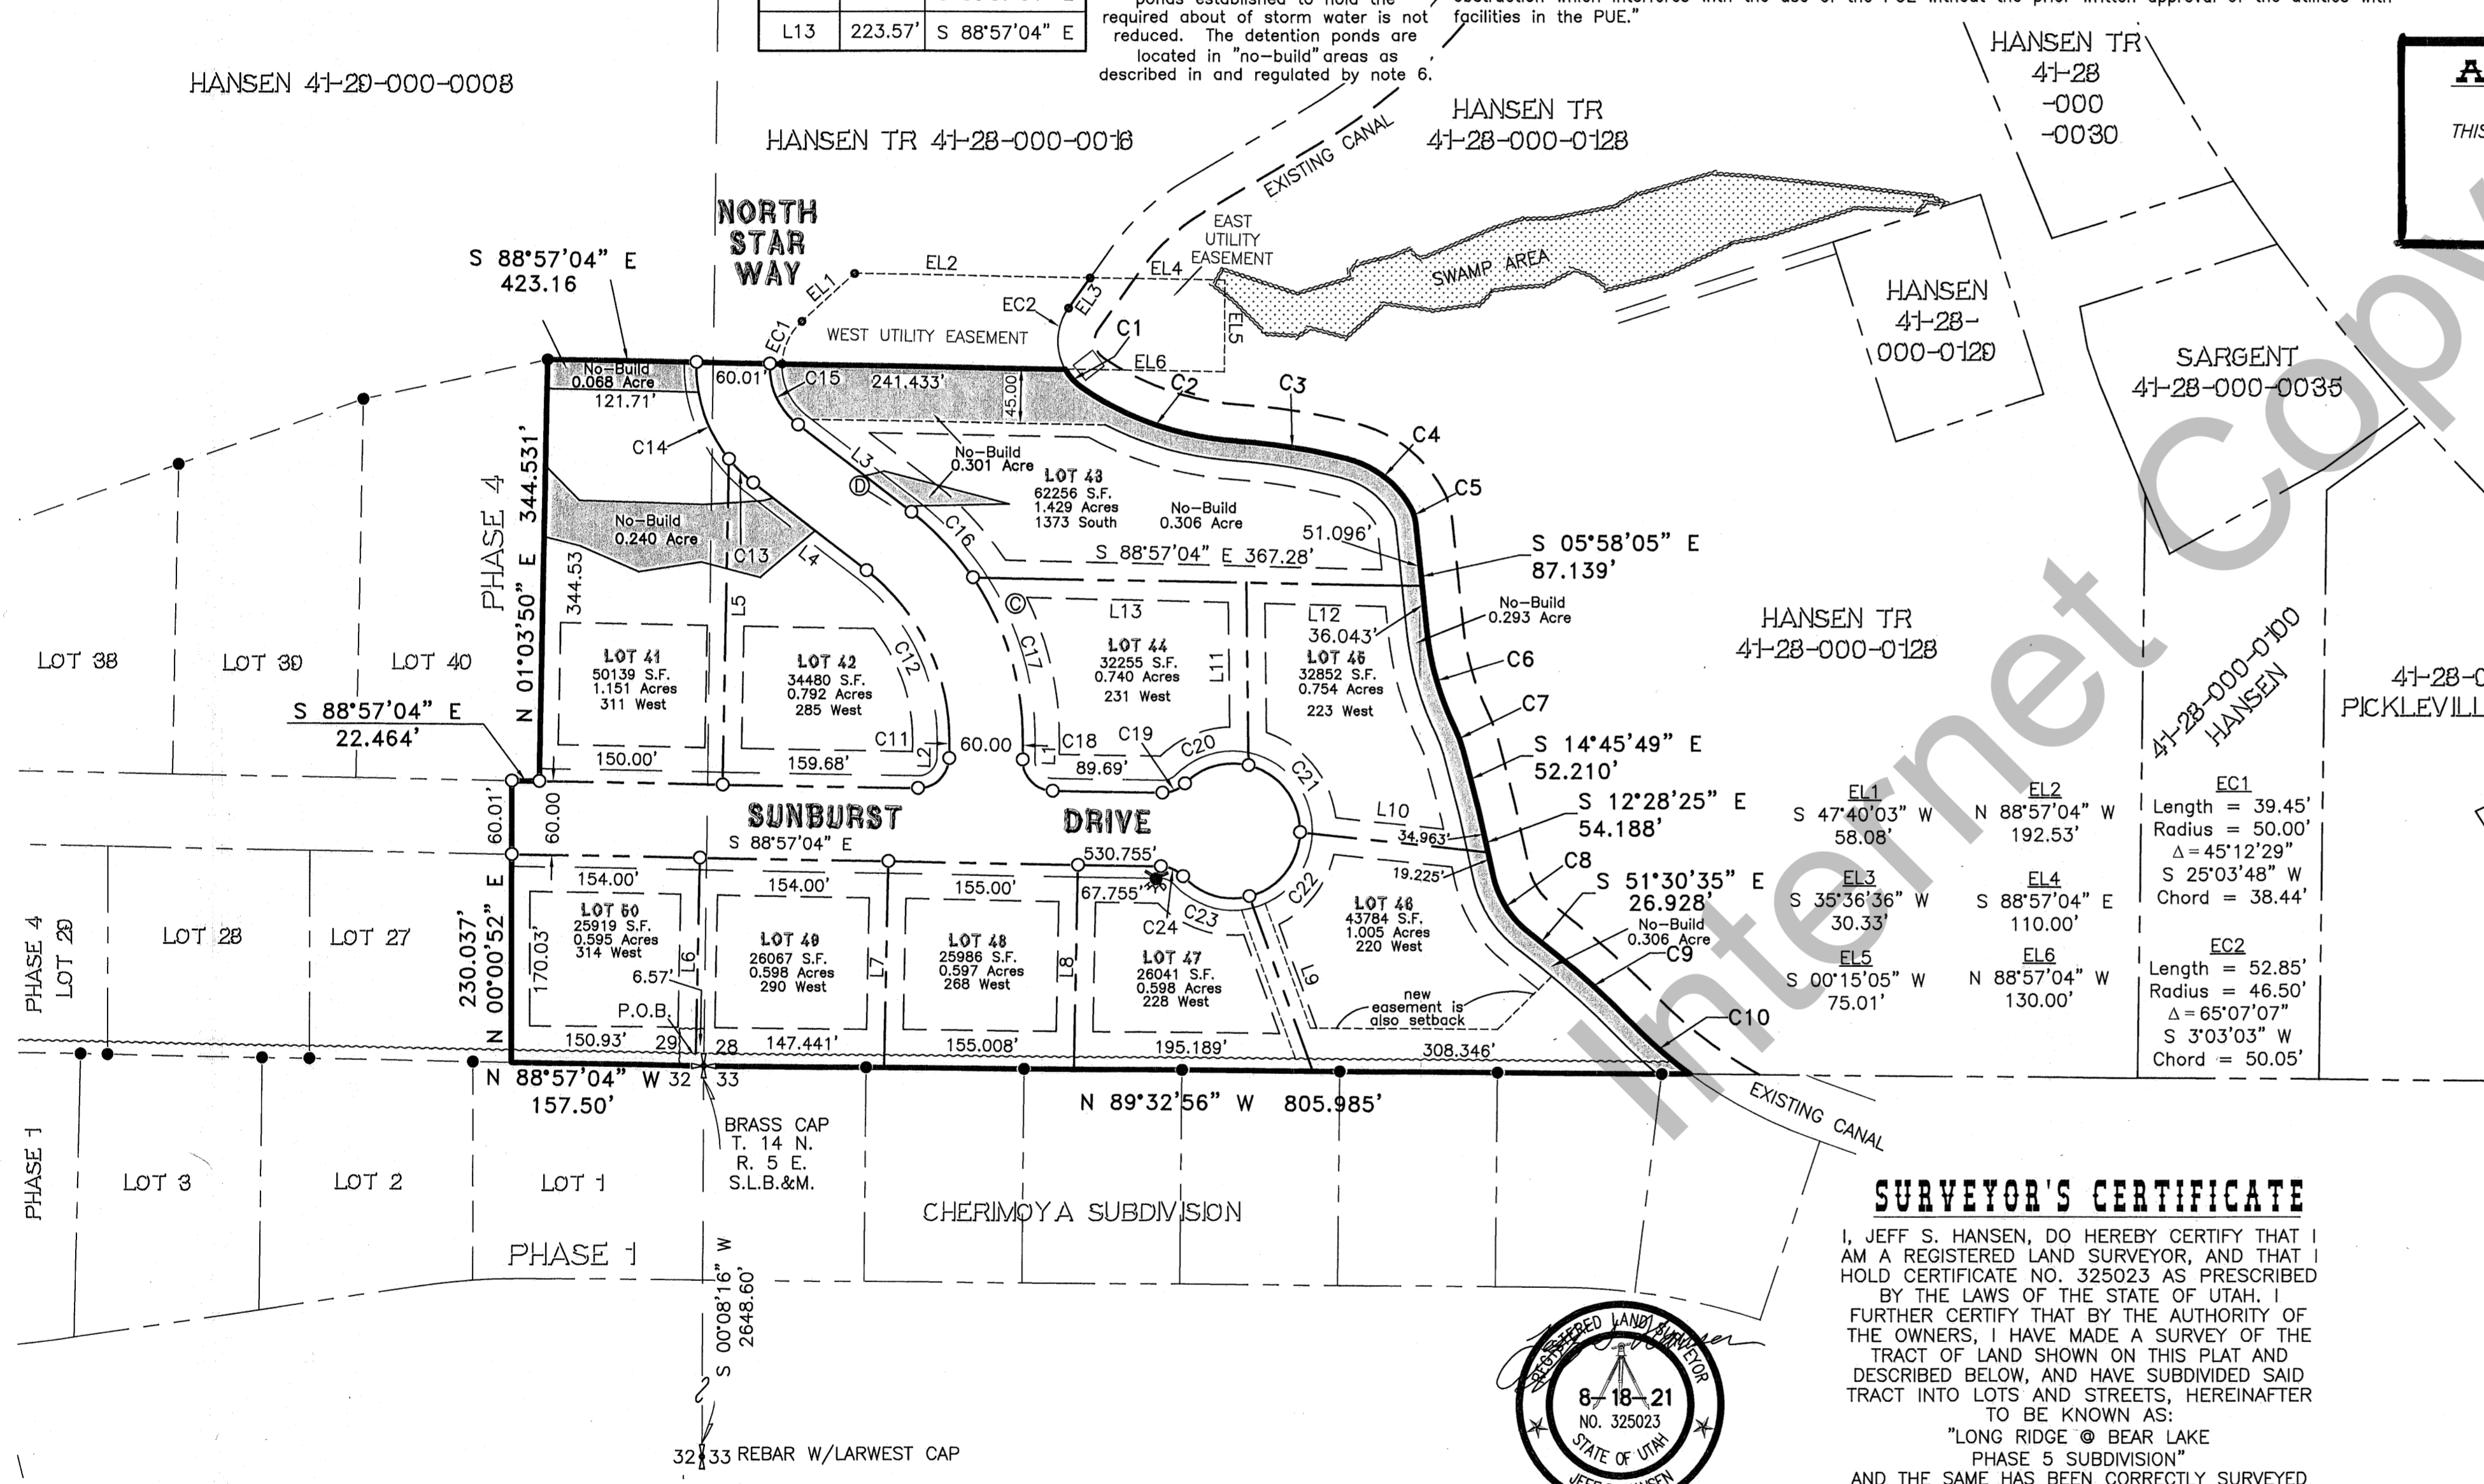 L13 223.57' S 88°57'04" E
required about of storm water is not
reduced. The detention ponds are
located in "no-build" areas as
described in and regulated by note 6.
facilities in the PUE."
HANSEN 41-29-000-0008
HANSEN TR 41-28-000-0016
HANSEN TR
41-28-000-0128
HANSEN TR
41-28
-000
-0030
THIS
EXISTING CANAL
NORTH
STAR
WAY
EAST
UTILITY
EASEMENT
SWAMP AREA
HANSEN
41-28-
000-0129
SARGENT
41-28-000-0035
S 88°57'04" E
423.16
EL1
EL2
EL3
EL4
EL5
EL6
EC1
EC2
WEST UTILITY EASEMENT
C1
C2
C3
C4
C5
No-Build
0.068 Acre
121.71'
60.01'
C15
241.433'
45.00'
C14
L3
No-Build
0.301 Acre
D
LOT 43
62256 S.F.
1.429 Acres
1373 South
No-Build
0.306 Acre
C16
51.096'
S 88°57'04" E 367.28'
S 05°58'05" E
87.139'
PHASE 4
N 01°03'50" E 344.531'
344.53
No-Build
0.240 Acre
C13
L4
L5
C
L13
L12
36.043'
No-Build
0.293 Acre
HANSEN TR
41-28-000-0128
41-28-000-0100
HANSEN
PICKLEVILL
LOT 38
LOT 39
LOT 40
LOT 41
50139 S.F.
1.151 Acres
311 West
LOT 42
34480 S.F.
0.792 Acres
285 West
C12
C17
LOT 44
32255 S.F.
0.740 Acres
231 West
L11
LOT 45
32852 S.F.
0.754 Acres
223 West
C6
C7
S 88°57'04" E
22.464'
150.00'
159.68'
C11
L2
60.00
L1
C18
89.69'
C19
C20
C21
S 14°45'49" E
52.210'
S 12°28'25" E
54.188'
60.01'
60.00
SUNBURST DRIVE
S 88°57'04" E
530.755'
L10
34.963'
19.225'
C8
S 51°30'35" E
26.928'
EL1
S 47°40'03" W
58.08'
EL2
N 88°57'04" W
192.53'
EL3
S 35°36'36" W
30.33'
EL4
S 88°57'04" E
110.00'
EL5
S 00°15'05" W
75.01'
EL6
N 88°57'04" W
130.00'
EC1
Length = 39.45'
Radius = 50.00'
Δ = 45°12'29"
S 25°03'48" W
Chord = 38.44'
EC2
Length = 52.85'
Radius = 46.50'
Δ = 65°07'07"
S 3°03'03" W
Chord = 50.05'
PHASE 4
LOT 29
LOT 28
LOT 27
230.037'
N 00°00'52" E
170.03'
154.00'
154.00'
155.00'
67.755'
C24
C23
C22
LOT 50
25919 S.F.
0.595 Acres
314 West
6.57'
P.O.B.
L6
LOT 49
26067 S.F.
0.598 Acres
290 West
L7
LOT 48
25986 S.F.
0.597 Acres
268 West
L8
LOT 47
26041 S.F.
0.598 Acres
228 West
L9
LOT 46
43784 S.F.
1.005 Acres
220 West
No-Build
0.306 Acre
C9
C10
new
easement is
also setback
150.93'
29
28
147.441'
155.008'
195.189'
308.346'
N 88°57'04" W
157.50'
32
33
N 89°32'56" W 805.985'
EXISTING CANAL
BRASS CAP
T. 14 N.
R. 5 E.
S.L.B.&M.
PHASE 1
LOT 3
LOT 2
LOT 1
PHASE 1
CHERIMOYA SUBDIVISION
S 00°08'16" W
2648.60'
32 33 REBAR W/LARWEST CAP
SURVEYOR'S CERTIFICATE
I, JEFF S. HANSEN, DO HEREBY CERTIFY THAT I
AM A REGISTERED LAND SURVEYOR, AND THAT I
HOLD CERTIFICATE NO. 325023 AS PRESCRIBED
BY THE LAWS OF THE STATE OF UTAH. I
FURTHER CERTIFY THAT BY THE AUTHORITY OF
THE OWNERS, I HAVE MADE A SURVEY OF THE
TRACT OF LAND SHOWN ON THIS PLAT AND
DESCRIBED BELOW, AND HAVE SUBDIVIDED SAID
TRACT INTO LOTS AND STREETS, HEREINAFTER
TO BE KNOWN AS:
"LONG RIDGE @ BEAR LAKE
PHASE 5 SUBDIVISION"
AND THE SAME HAS BEEN CORRECTLY SURVEYED
REGISTERED LAND SURVEYOR
8-18-21
NO. 325023
STATE OF UTAH
Internet Copy